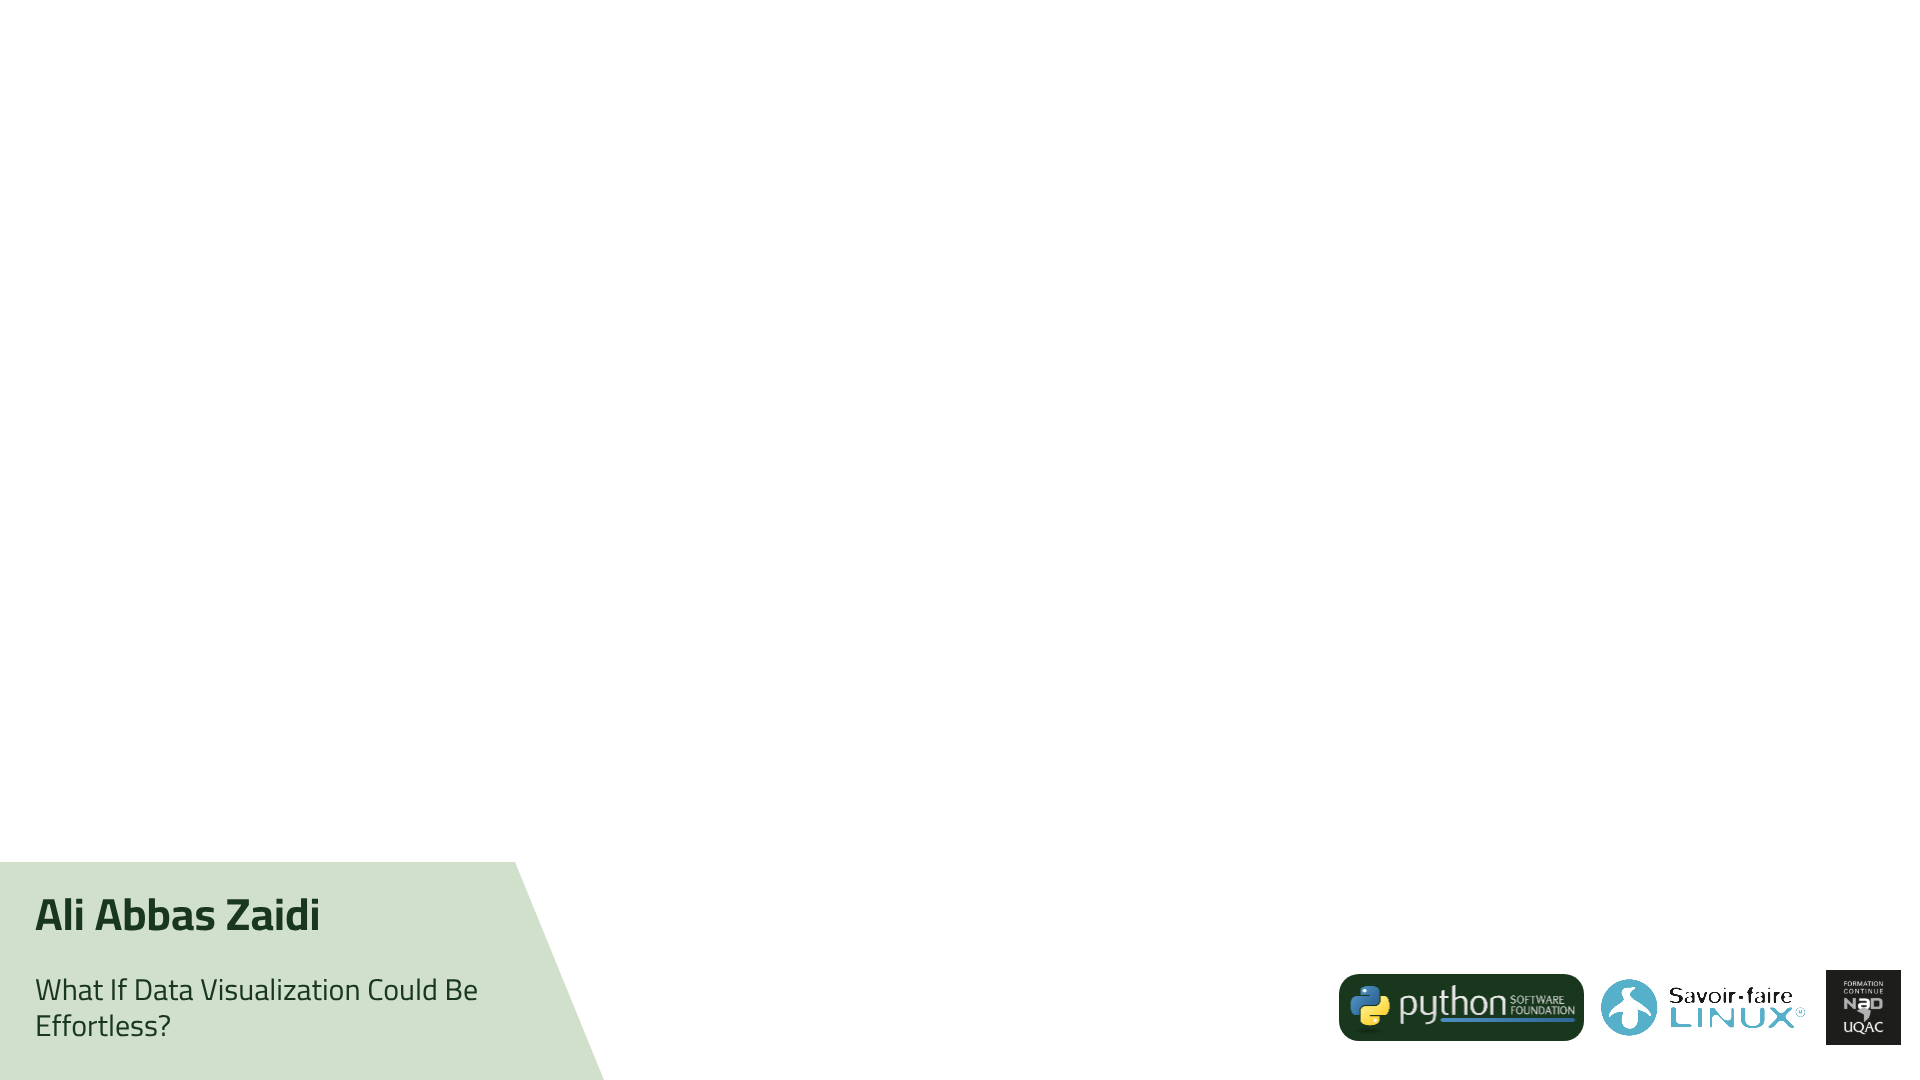 Ali Abbas Zaidi
What If Data Visualization Could Be
Effortless?
python SOFTWARE
FOUNDATION
Savoir-faire
LINUX®
FORMATION
CONTINUE
NAD
UQAC